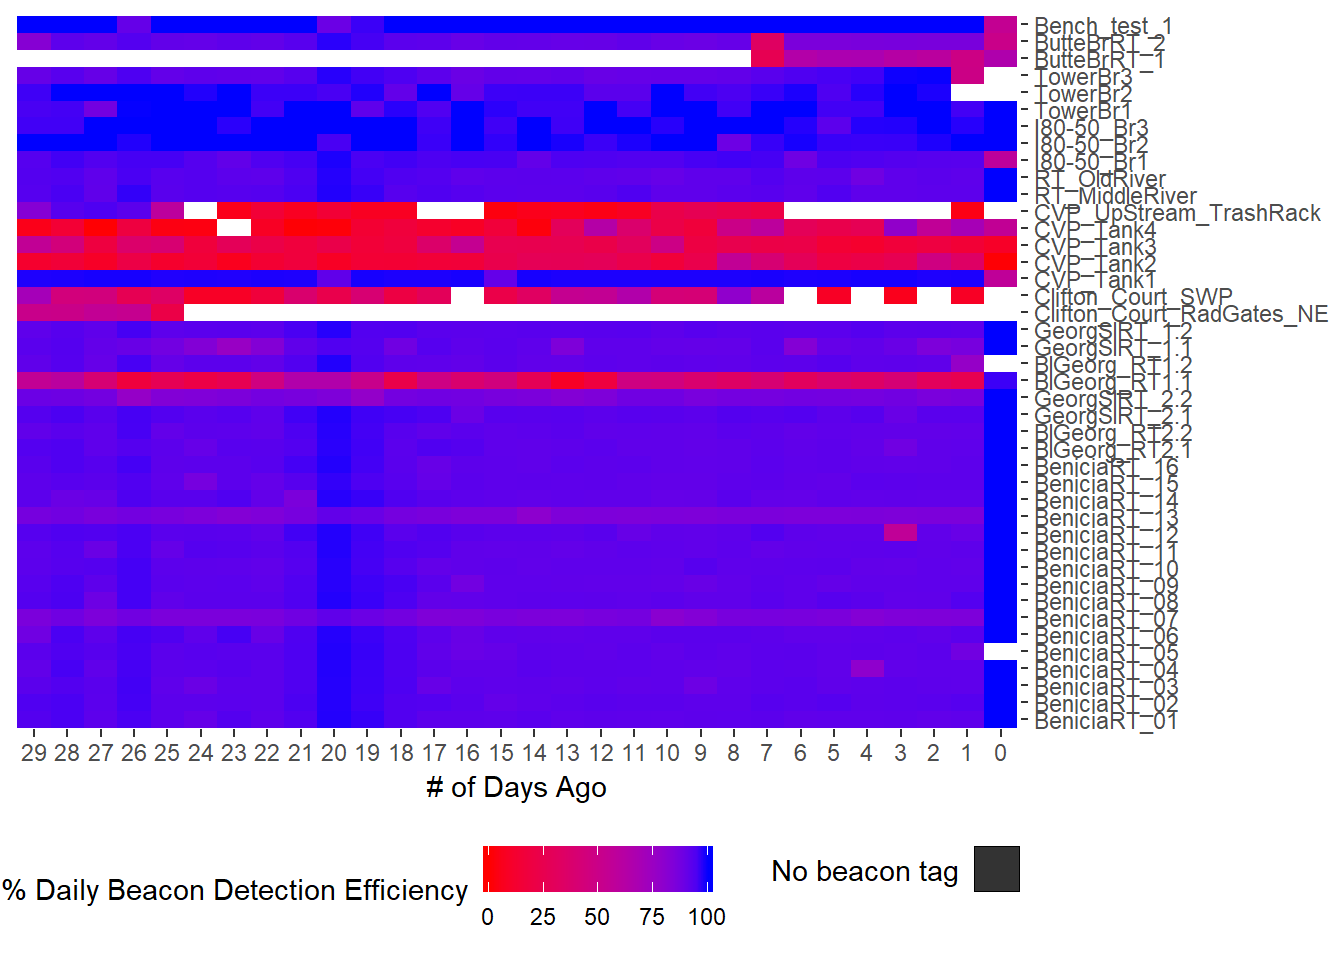 Bench_test_1
ButteBrRT_2
ButteBrRT_1
TowerBr3
TowerBr2
TowerBr1
I80-50_Br3
I80-50_Br2
I80-50_Br1
RT_OldRiver
RT_MiddleRiver
CVP_UpStream_TrashRack
CVP_Tank4
CVP_Tank3
CVP_Tank2
CVP_Tank1
Clifton_Court_SWP
Clifton_Court_RadGates_NE
GeorgSlRT_1.2
GeorgSlRT_1.1
BlGeorg_RT1.2
BlGeorg_RT1.1
GeorgSlRT_2.2
GeorgSlRT_2.1
BlGeorg_RT2.2
BlGeorg_RT2.1
BeniciaRT_16
BeniciaRT_15
BeniciaRT_14
BeniciaRT_13
BeniciaRT_12
BeniciaRT_11
BeniciaRT_10
BeniciaRT_09
BeniciaRT_08
BeniciaRT_07
BeniciaRT_06
BeniciaRT_05
BeniciaRT_04
BeniciaRT_03
BeniciaRT_02
BeniciaRT_01
29 28 27 26 25 24 23 22 21 20 19 18 17 16 15 14 13 12 11 10 9 8 7 6 5 4 3 2 1 0
# of Days Ago
% Daily Beacon Detection Efficiency
0 25 50 75 100
No beacon tag